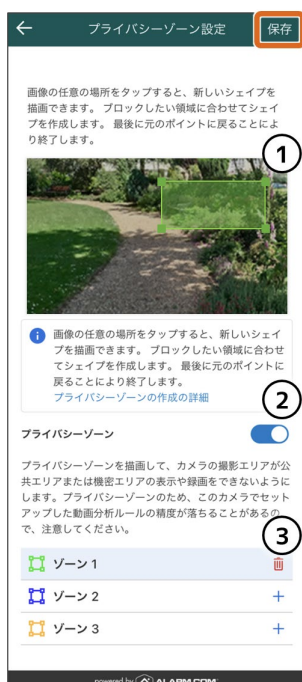 プライバシーゾーン設定
保存
画像の任意の場所をタップすると、新しいシェイプを
描画できます。 ブロックしたい領域に合わせてシェイ
プを作成します。 最後に元のポイントに戻ることによ
り終了します。
1
画像の任意の場所をタップすると、新しいシェイ
プを描画できます。 ブロックしたい領域に合わせ
てシェイプを作成します。 最後に元のポイントに
戻ることにより終了します。
プライバシーゾーンの作成の詳細
2
プライバシーゾーン
プライバシーゾーンを描画して、カメラの撮影エリアが公
共エリアまたは機密エリアの表示や録画をできないように
します。プライバシーゾーンのため、このカメラでセット
アップした動画分析ルールの精度が落ちることがあるの
で、注意してください。
3
ゾーン 1
ゾーン 2
ゾーン 3
powered by ALARM.COM